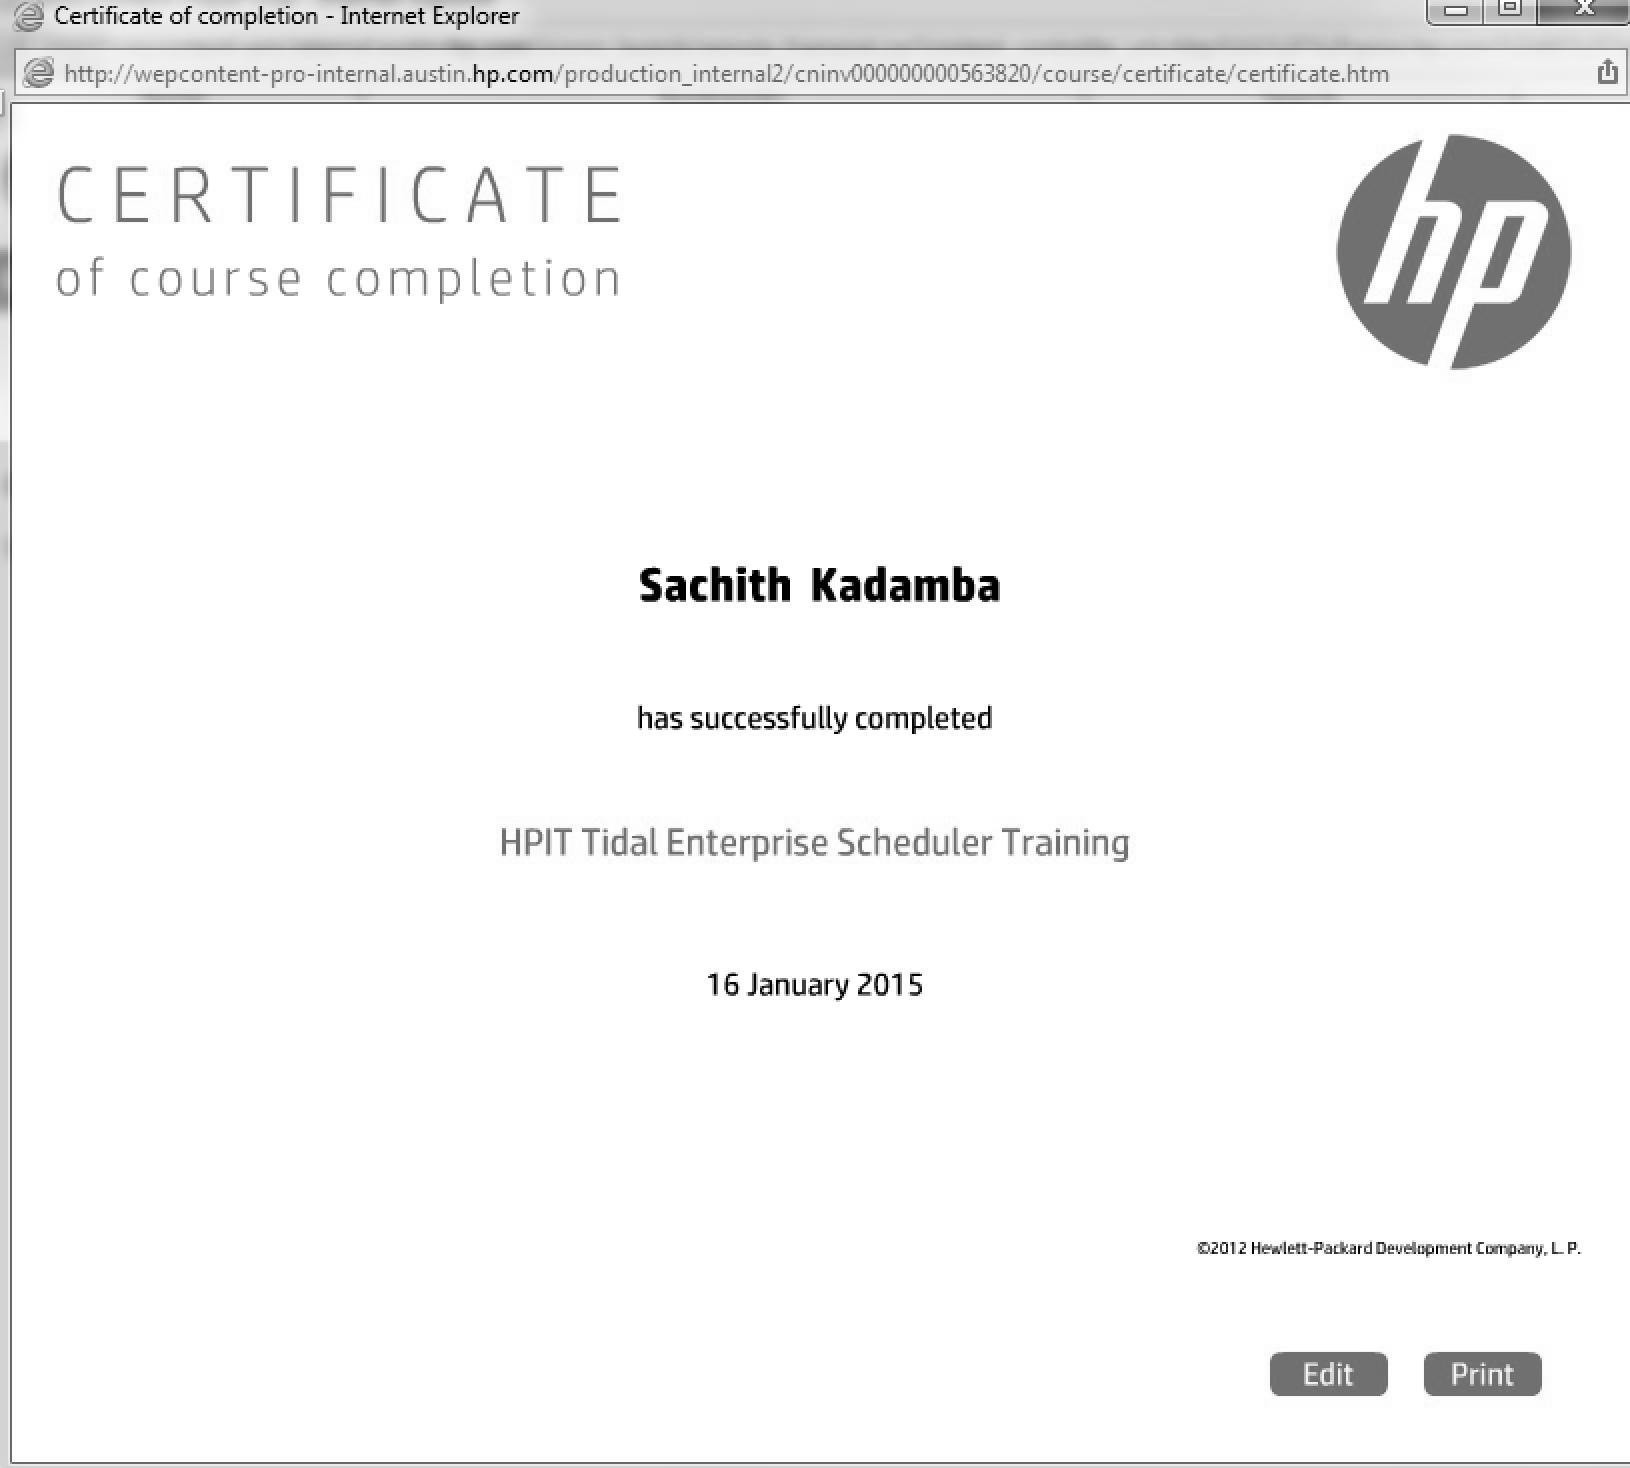 Certificate of completion - Internet Explorer
http://wepcontent-pro-internal.austin.hp.com/production_internal2/cninv000000000563820/course/certificate/certificate.htm
CERTIFICATE
of course completion
hp
Sachith Kadamba
has successfully completed
HPIT Tidal Enterprise Scheduler Training
16 January 2015
©2012 Hewlett-Packard Development Company, L. P.
Edit Print